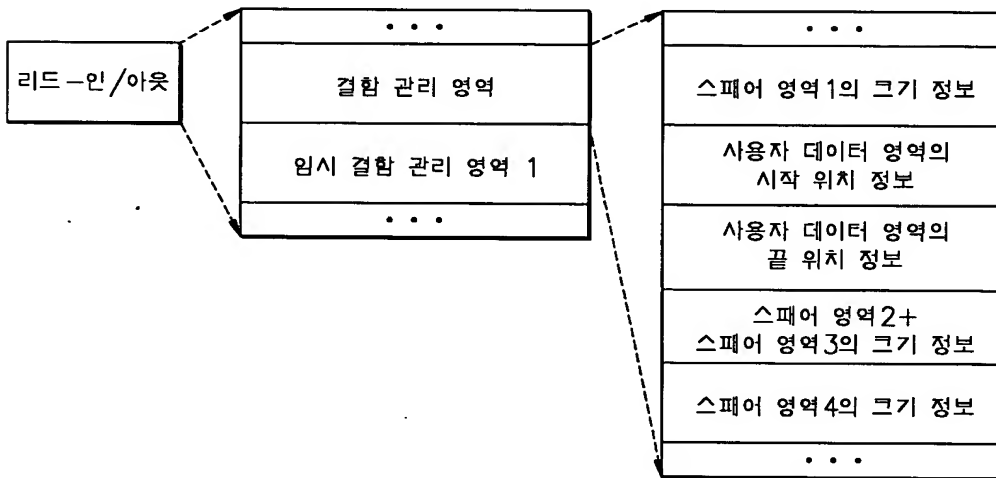 리드-인/아웃
• • •
결함 관리 영역
임시 결함 관리 영역 1
• • •
• • •
스패어 영역1의 크기 정보
사용자 데이터 영역의
시작 위치 정보
사용자 데이터 영역의
끝 위치 정보
스패어 영역2+
스패어 영역3의 크기 정보
스패어 영역4의 크기 정보
• • •